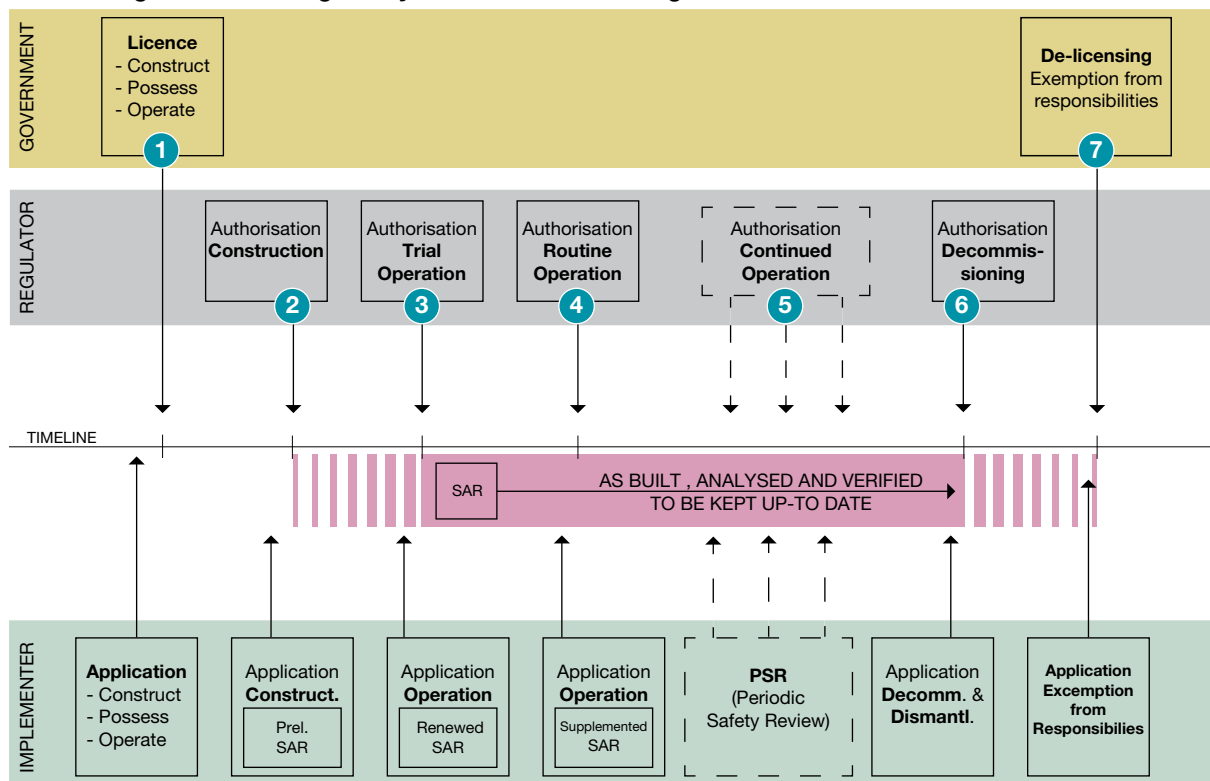 GOVERNMENT
Licence
- Construct
- Possess
- Operate
1
De-licensing
Exemption from
responsibilities
7
REGULATOR
Authorisation
Construction
2
Authorisation
Trial
Operation
3
Authorisation
Routine
Operation
4
Authorisation
Continued
Operation
5
Authorisation
Decommis-
sioning
6
TIMELINE
SAR
AS BUILT , ANALYSED AND VERIFIED
TO BE KEPT UP-TO DATE
IMPLEMENTER
Application
- Construct
- Possess
- Operate
Application
Construct.
Prel.
SAR
Application
Operation
Renewed
SAR
Application
Operation
Supplemented
SAR
PSR
(Periodic
Safety Review)
Application
Decomm. &
Dismantl.
Application
Excemption
from
Responsibilies